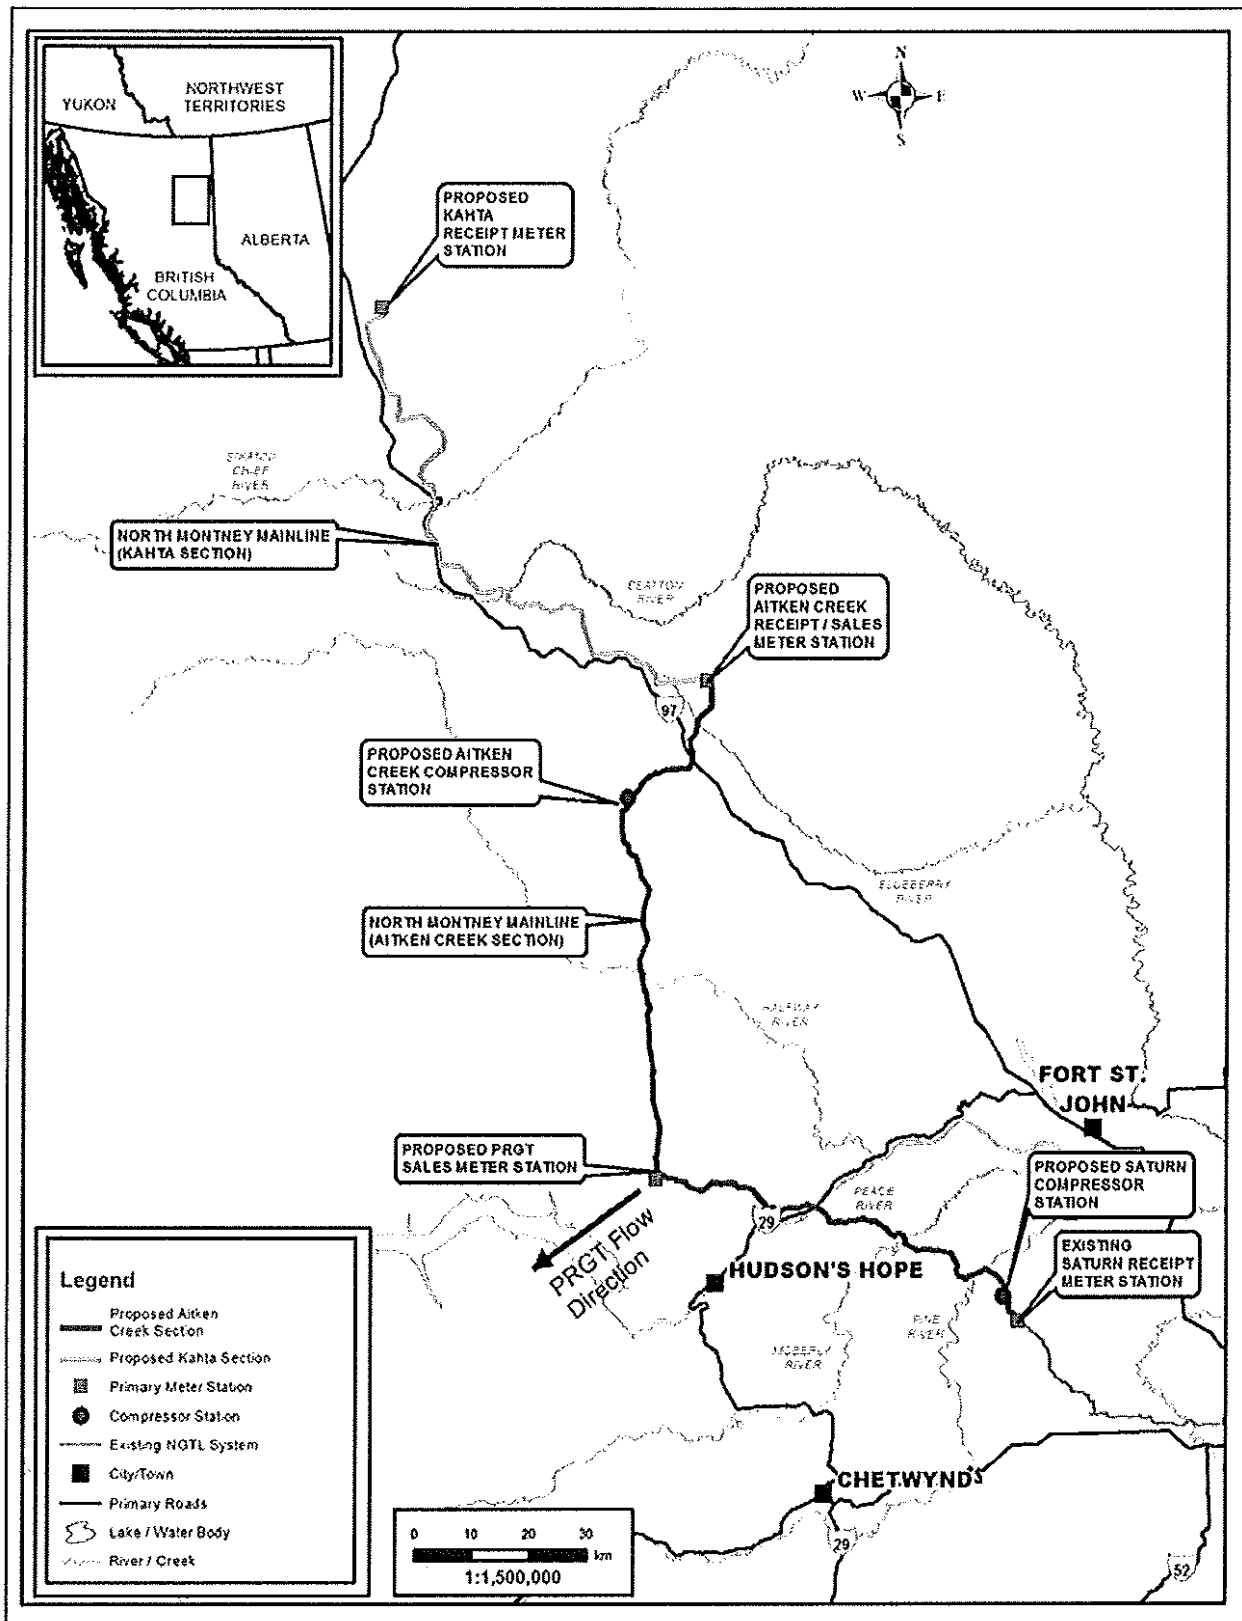 YUKON
NORTHWEST
TERRITORIES
ALBERTA
BRITISH
COLUMBIA
N
W
E
S
PROPOSED
KAHTA
RECEIPT METER
STATION
CHIEF
RIVER
NORTH MONTNEY MAINLINE
(KAHTA SECTION)
BEATTON
RIVER
PROPOSED
AITKEN CREEK
RECEIPT / SALES
METER STATION
97
PROPOSED AITKEN
CREEK COMPRESSOR
STATION
BLUEBERRY
RIVER
NORTH MONTNEY MAINLINE
(AITKEN CREEK SECTION)
HALFWAY
RIVER
FORT ST.
JOHN
PROPOSED PRGT
SALES METER STATION
PROPOSED SATURN
COMPRESSOR
STATION
PEACE
RIVER
29
PRGT Flow
Direction
EXISTING
SATURN RECEIPT
METER STATION
HUDSON'S HOPE
PINE
RIVER
MOBERLY
RIVER
CHETWYND
29
52
Legend
Proposed Aitken
Creek Section
Proposed Kahta Section
Primary Meter Station
Compressor Station
Existing NGTL System
City/Town
Primary Roads
Lake / Water Body
River / Creek
0 10 20 30
km
1:1,500,000